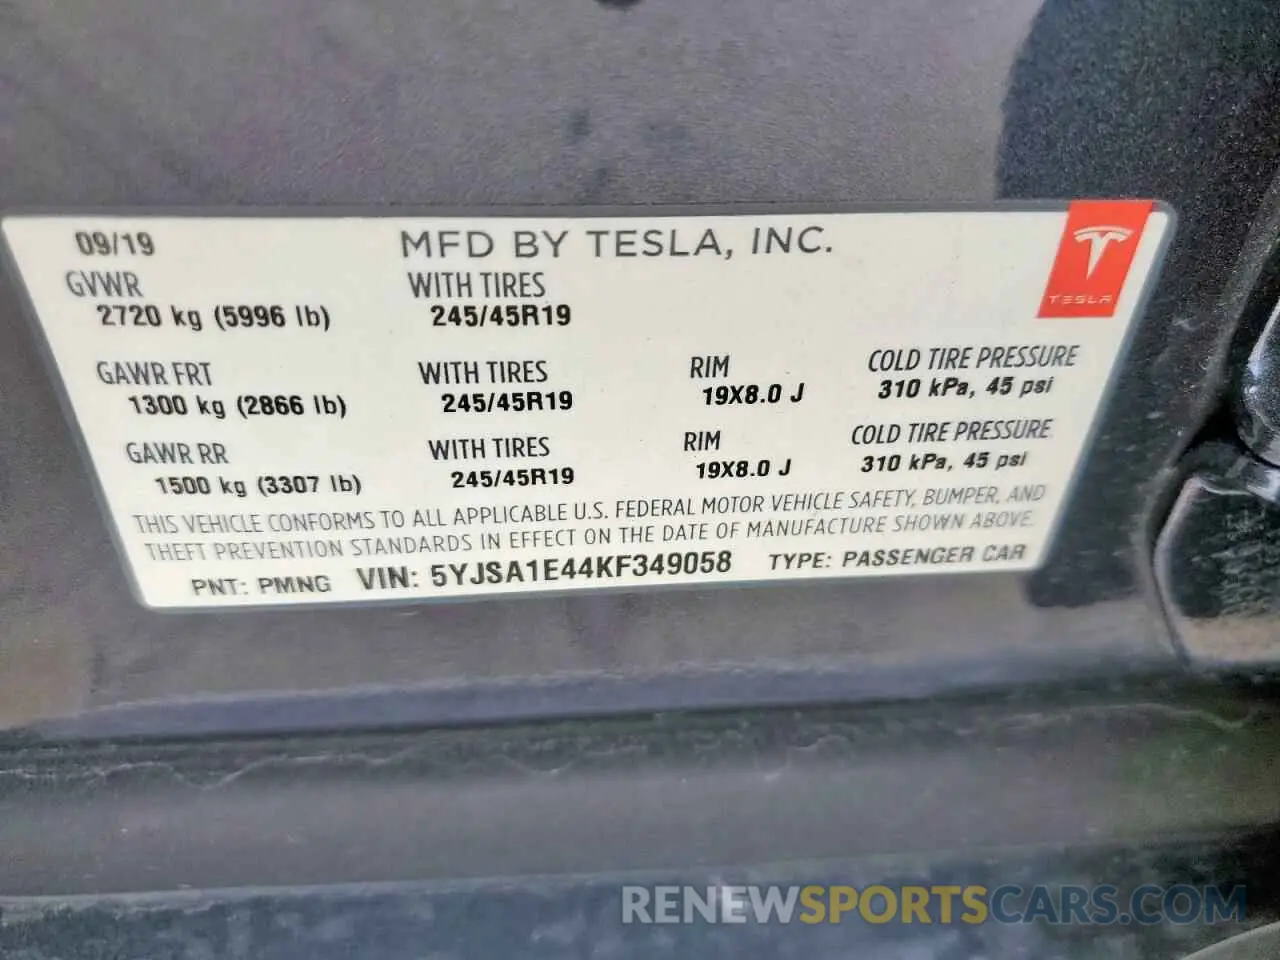 09/19 MFD BY TESLA, INC.
GVWR WITH TIRES
2720 kg (5996 lb) 245/45R19
TESLA
GAWR FRT WITH TIRES RIM COLD TIRE PRESSURE
1300 kg (2866 lb) 245/45R19 19X8.0 J 310 kPa, 45 psi
GAWR RR WITH TIRES RIM COLD TIRE PRESSURE
1500 kg (3307 lb) 245/45R19 19X8.0 J 310 kPa, 45 psi
THIS VEHICLE CONFORMS TO ALL APPLICABLE U.S. FEDERAL MOTOR VEHICLE SAFETY, BUMPER, AND
THEFT PREVENTION STANDARDS IN EFFECT ON THE DATE OF MANUFACTURE SHOWN ABOVE.
PNT: PMNG VIN: 5YJSA1E44KF349058 TYPE: PASSENGER CAR
RENEWSPORTSCARS.COM